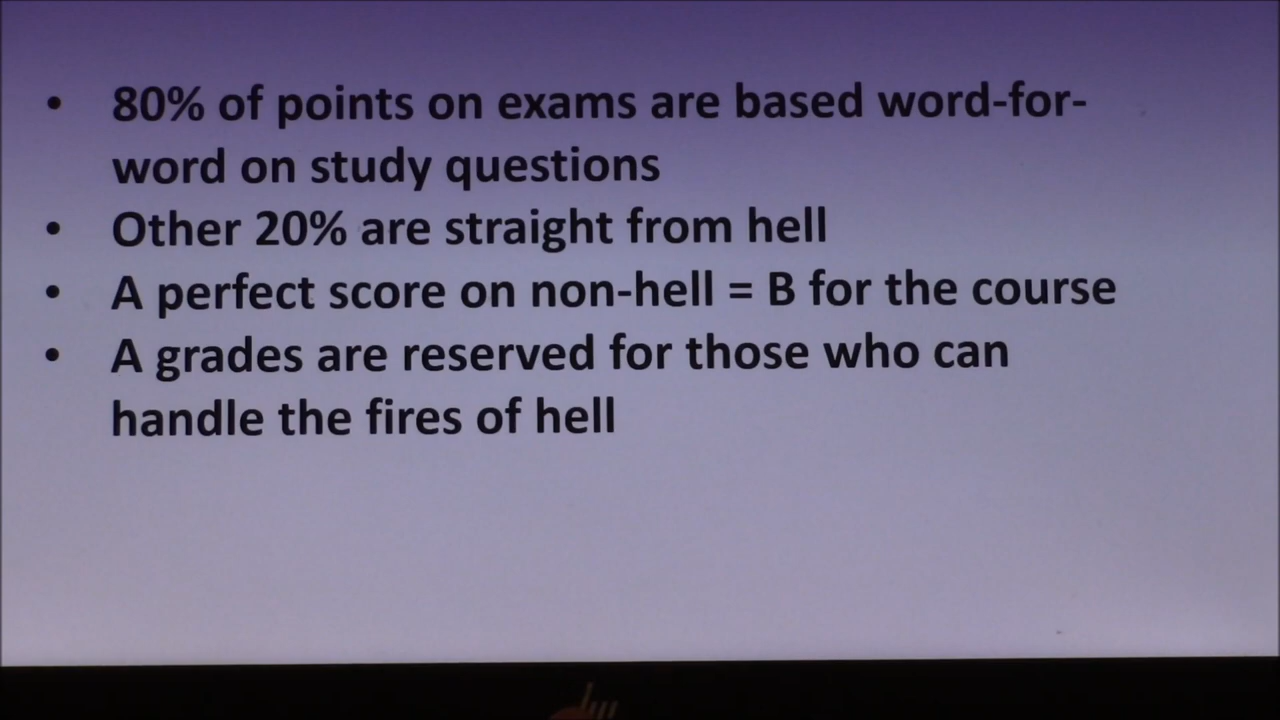 • 80% of points on exams are based word-for-
word on study questions
• Other 20% are straight from hell
• A perfect score on non-hell = B for the course
• A grades are reserved for those who can
handle the fires of hell